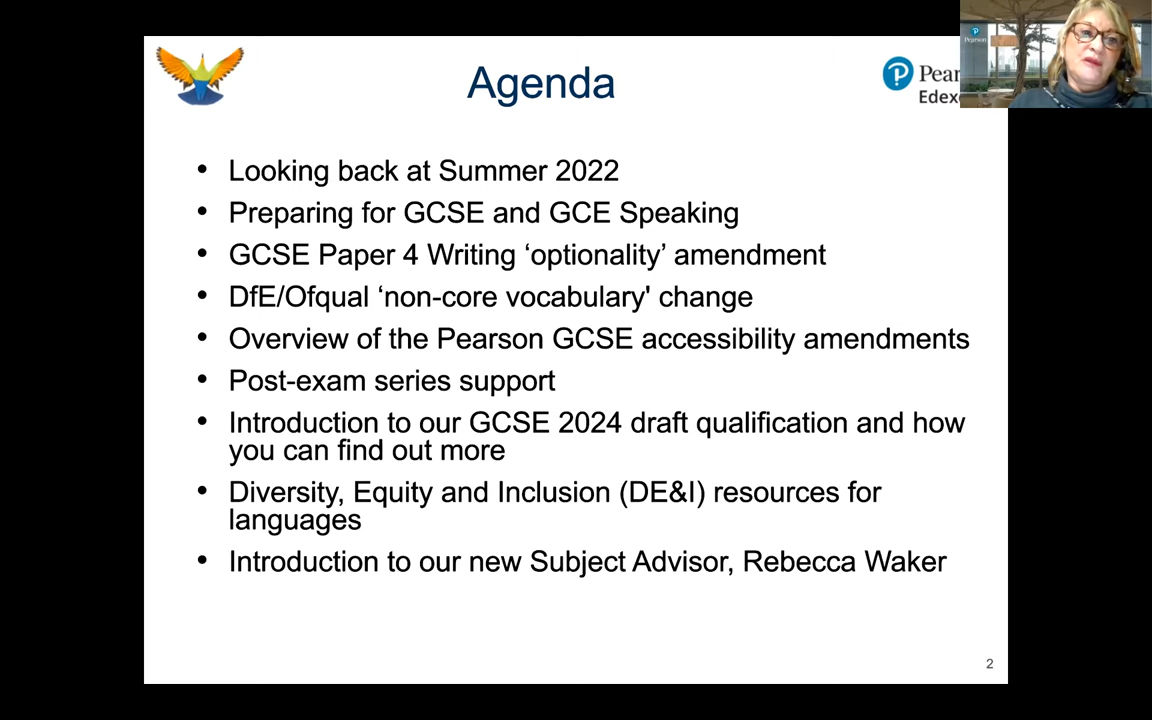 Agenda
Pear
Edex
Pearson
• Looking back at Summer 2022
• Preparing for GCSE and GCE Speaking
• GCSE Paper 4 Writing ‘optionality’ amendment
• DfE/Ofqual ‘non-core vocabulary' change
• Overview of the Pearson GCSE accessibility amendments
• Post-exam series support
• Introduction to our GCSE 2024 draft qualification and how
you can find out more
• Diversity, Equity and Inclusion (DE&I) resources for
languages
• Introduction to our new Subject Advisor, Rebecca Waker
2